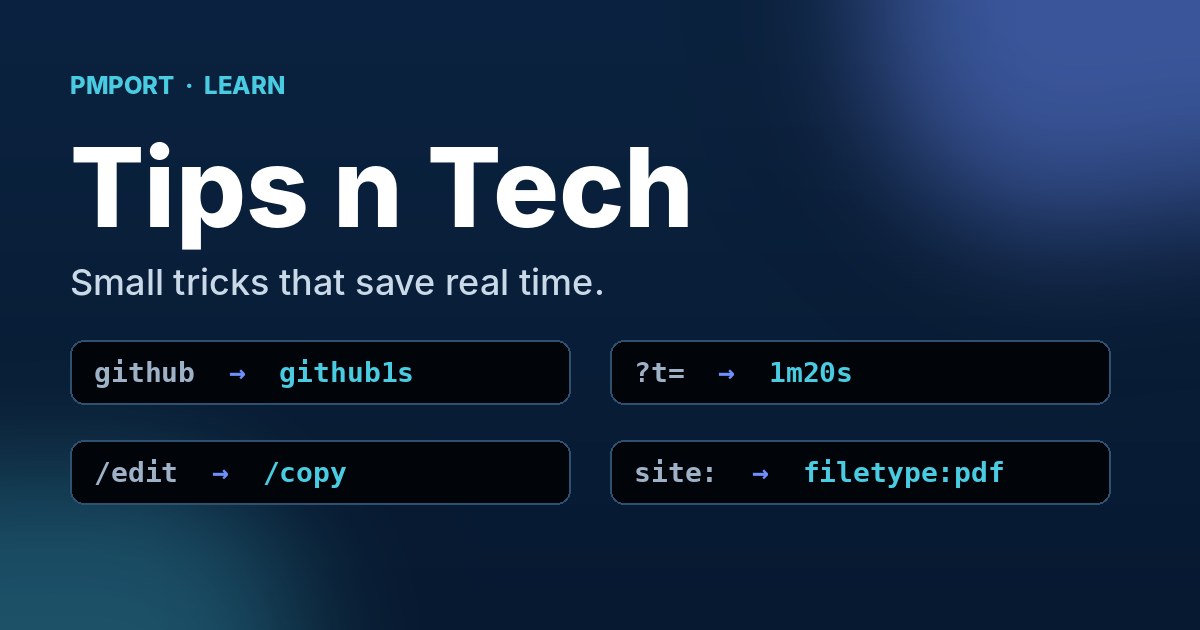 PMPORT · LEARN
Tips n Tech
Small tricks that save real time.
github → github1s
?t= → 1m20s
/edit → /copy
site: → filetype:pdf